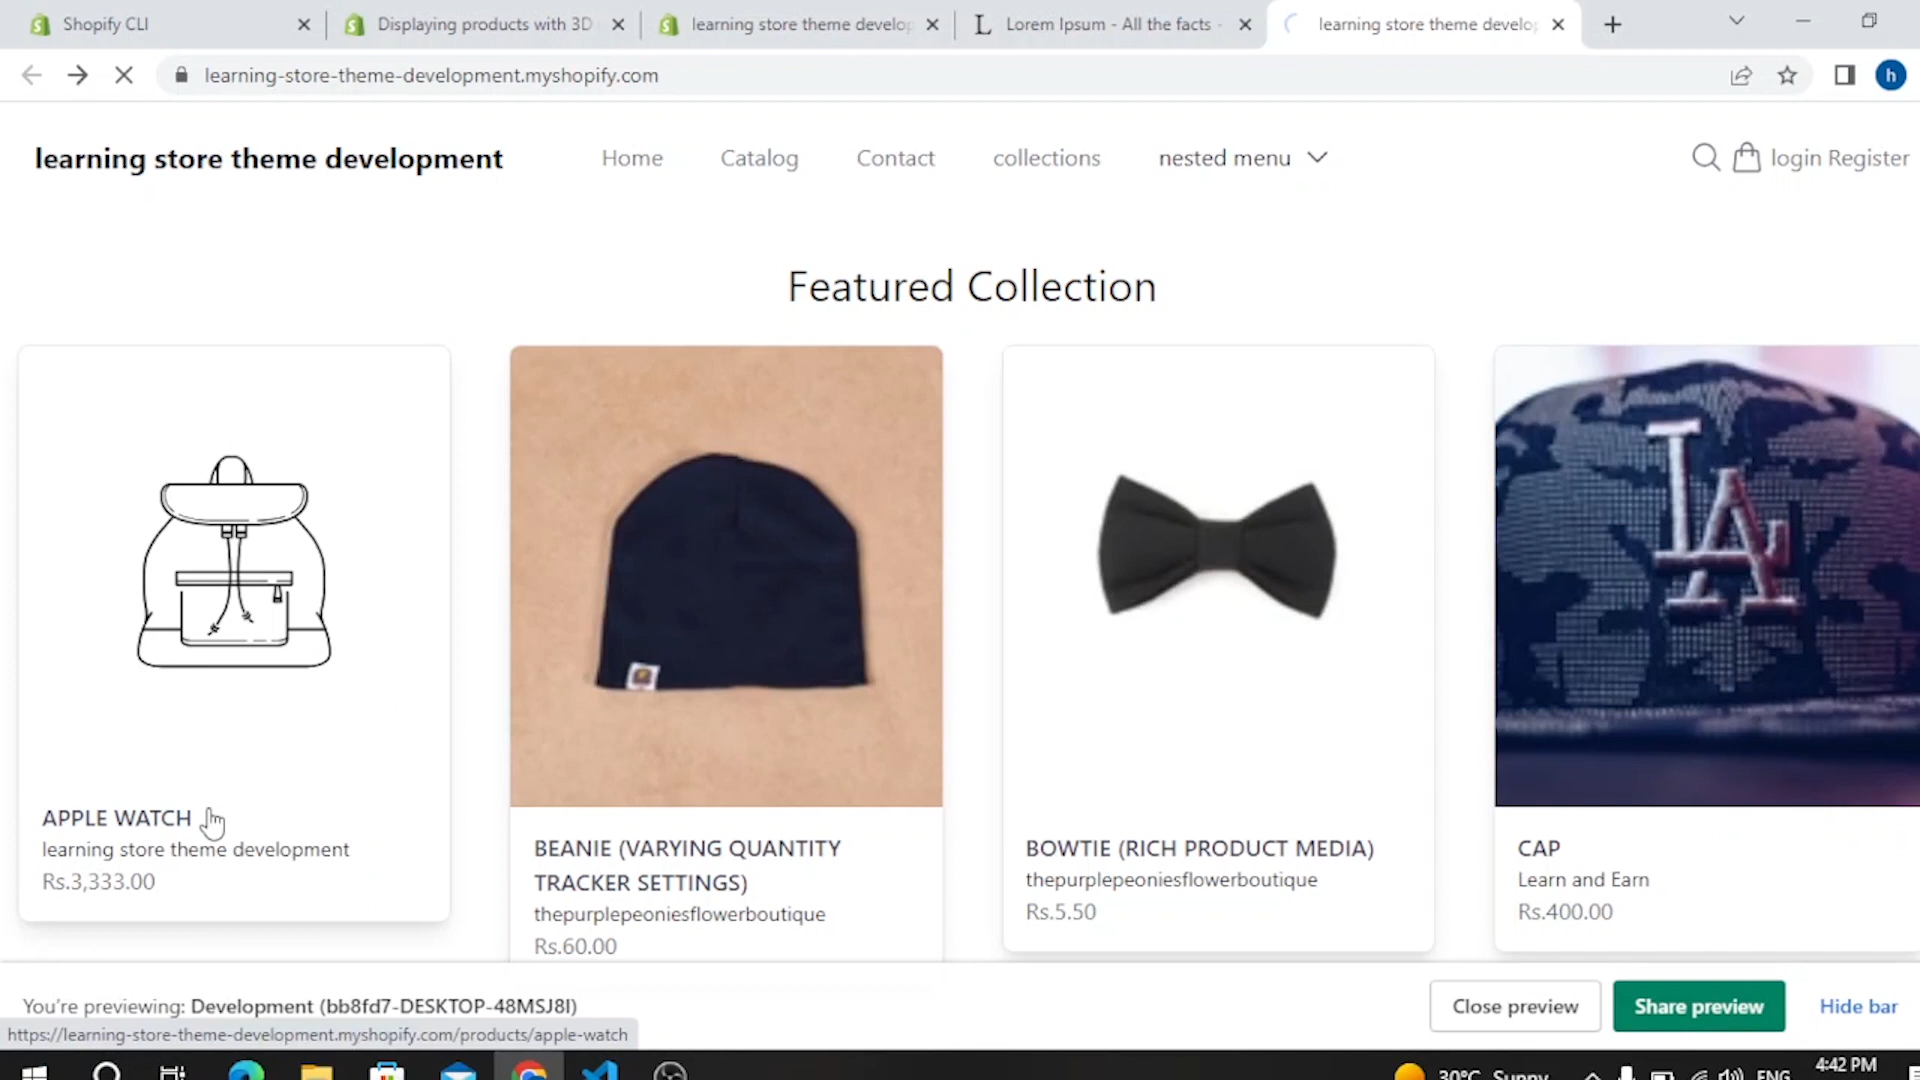 Shopify CLI
Displaying products with 3D
learning store theme develop
Lorem Ipsum - All the facts -
learning store theme develop
learning-store-theme-development.myshopify.com
h
learning store theme development
Home
Catalog
Contact
collections
nested menu
login Register
Featured Collection
APPLE WATCH
learning store theme development
Rs.3,333.00
BEANIE (VARYING QUANTITY
TRACKER SETTINGS)
thepurplepeoniesflowerboutique
Rs.60.00
BOWTIE (RICH PRODUCT MEDIA)
thepurplepeoniesflowerboutique
Rs.5.50
LA
CAP
Learn and Earn
Rs.400.00
You're previewing: Development (bb8fd7-DESKTOP-48MSJ8I)
Close preview
Share preview
Hide bar
https://learning-store-theme-development.myshopify.com/products/apple-watch
30°C Sunny
ENG
4:42 PM